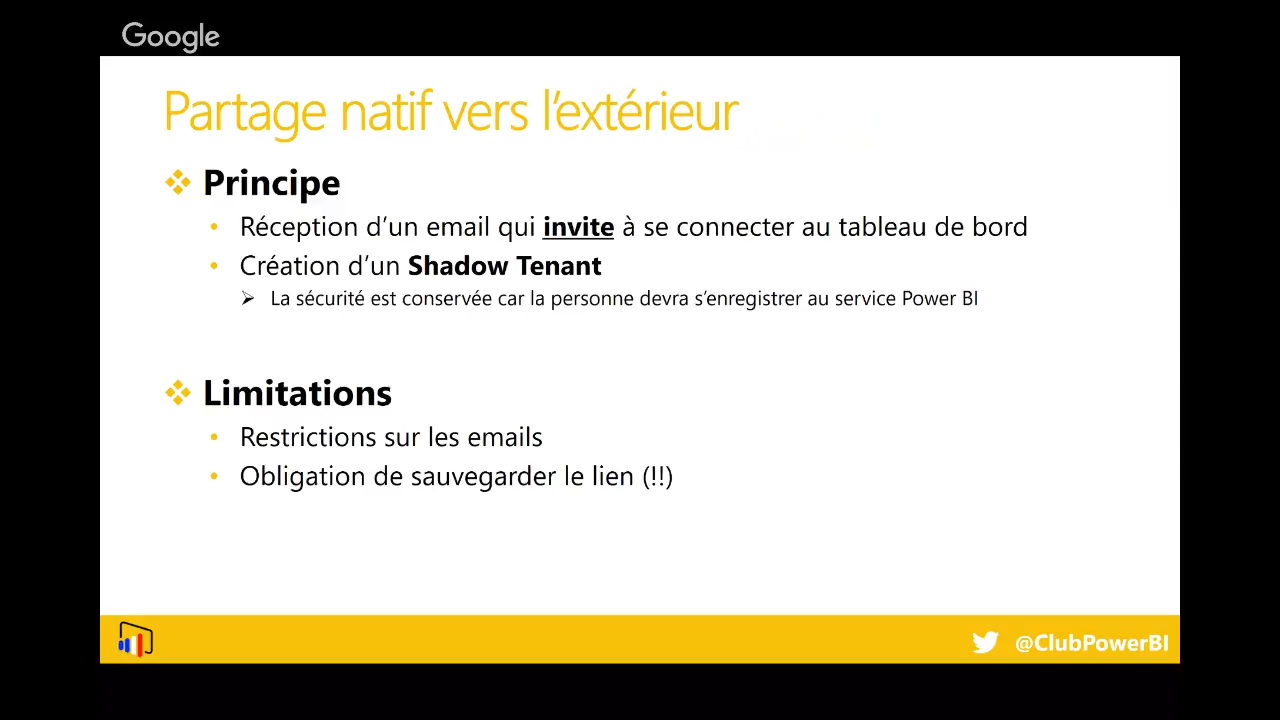 Google
Partage natif vers l’extérieur
Principe
Réception d’un email qui invite à se connecter au tableau de bord
Création d’un Shadow Tenant
La sécurité est conservée car la personne devra s’enregistrer au service Power BI
Limitations
Restrictions sur les emails
Obligation de sauvegarder le lien (!!)
@ClubPowerBI